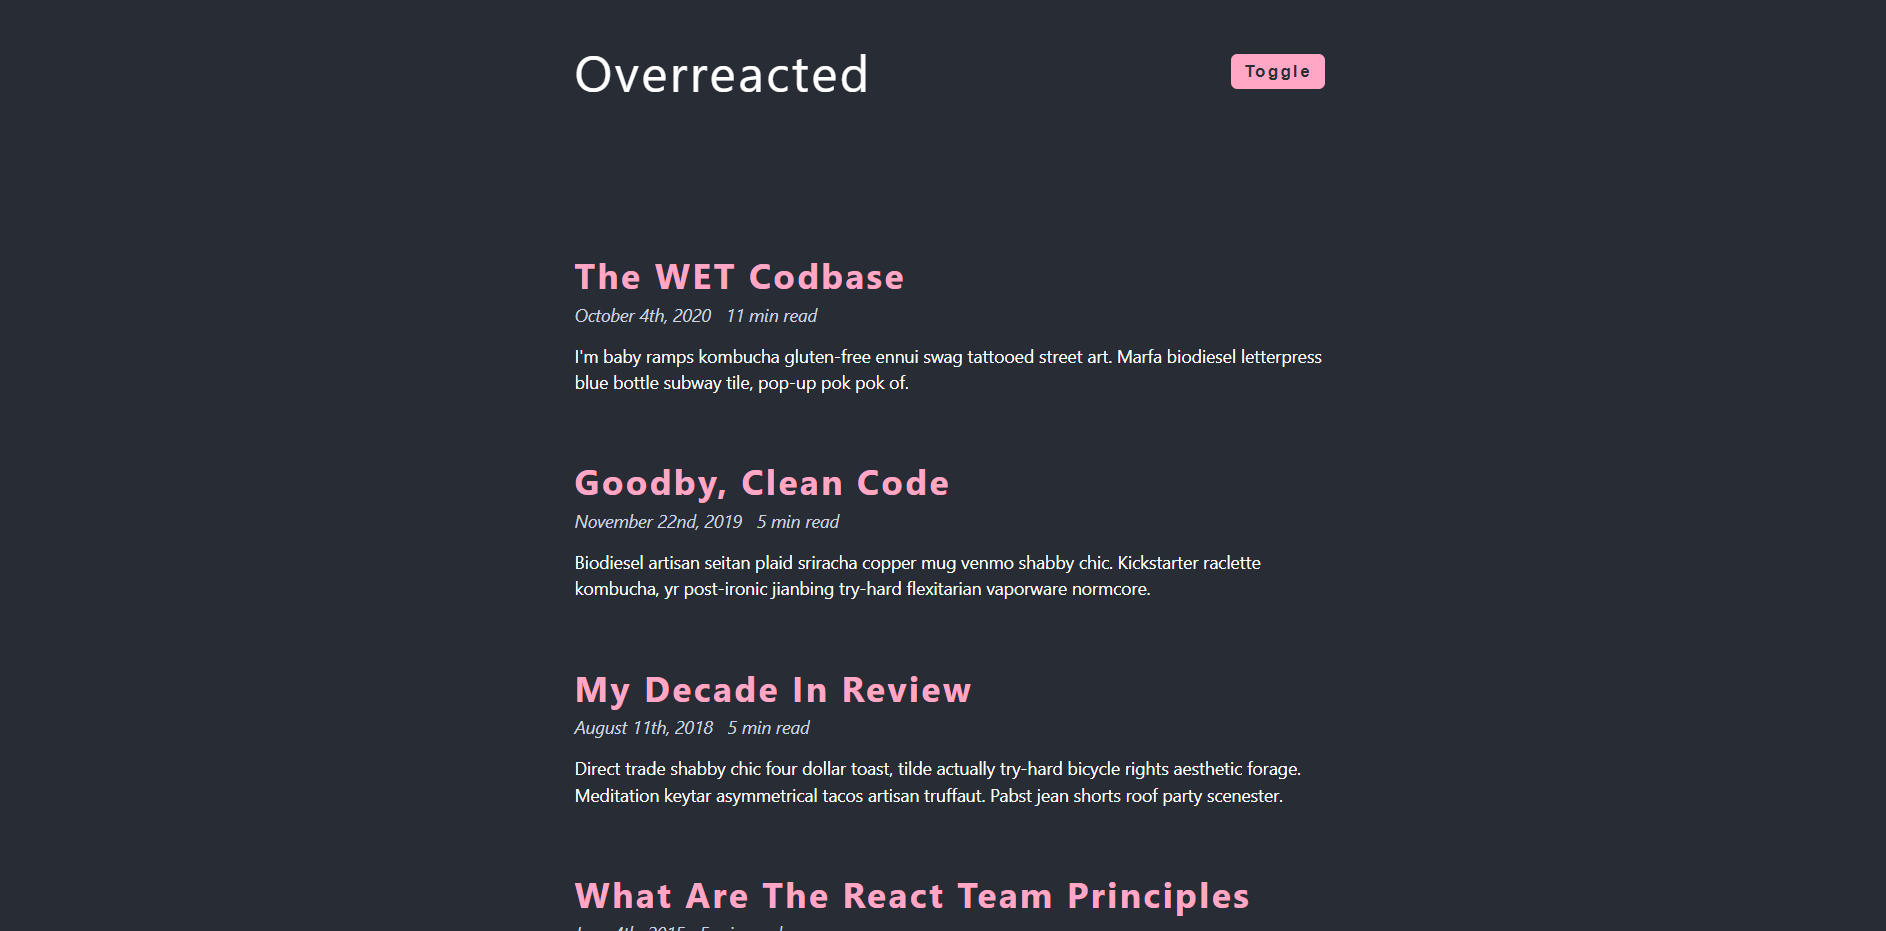 Overreacted
Toggle
The WET Codbase
October 4th, 2020 11 min read
I'm baby ramps kombucha gluten-free ennui swag tattooed street art. Marfa biodiesel letterpress
blue bottle subway tile, pop-up pok pok of.
Goodby, Clean Code
November 22nd, 2019 5 min read
Biodiesel artisan seitan plaid sriracha copper mug venmo shabby chic. Kickstarter raclette
kombucha, yr post-ironic jianbing try-hard flexitarian vaporware normcore.
My Decade In Review
August 11th, 2018 5 min read
Direct trade shabby chic four dollar toast, tilde actually try-hard bicycle rights aesthetic forage.
Meditation keytar asymmetrical tacos artisan truffaut. Pabst jean shorts roof party scenester.
What Are The React Team Principles